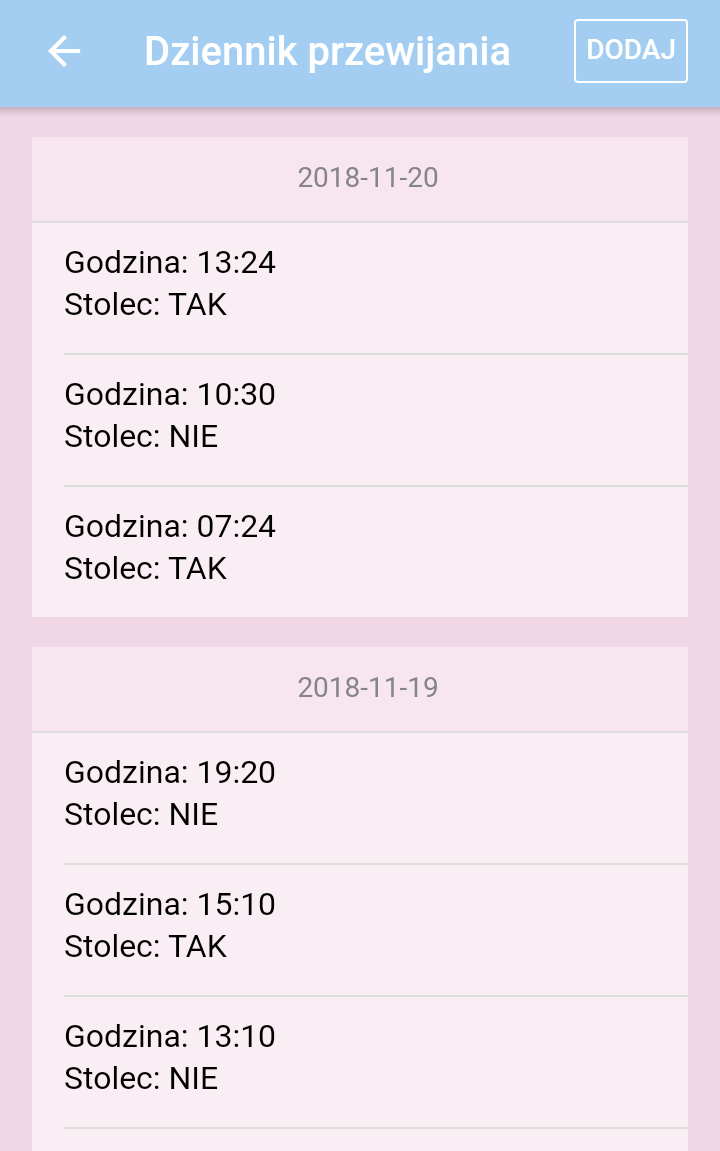 Dziennik przewijania
DODAJ
2018-11-20
Godzina: 13:24
Stolec: TAK
Godzina: 10:30
Stolec: NIE
Godzina: 07:24
Stolec: TAK
2018-11-19
Godzina: 19:20
Stolec: NIE
Godzina: 15:10
Stolec: TAK
Godzina: 13:10
Stolec: NIE